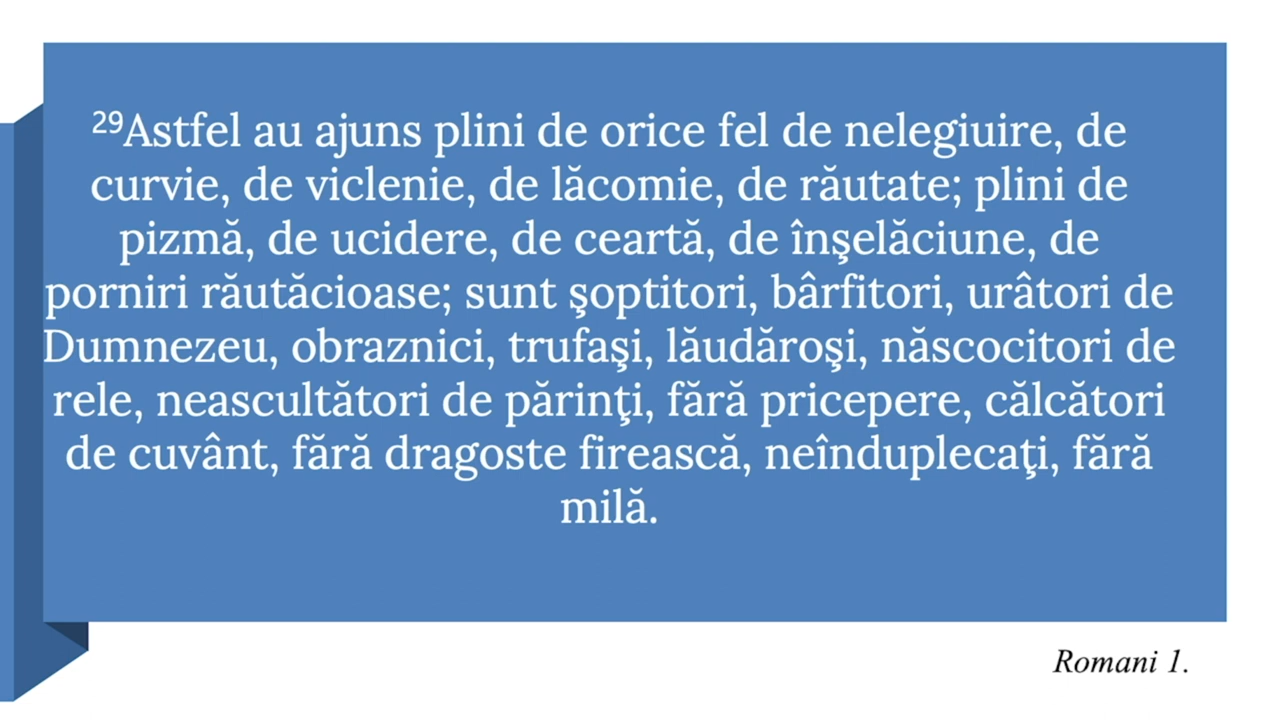 29Astfel au ajuns plini de orice fel de nelegiuire, de
curvie, de viclenie, de lăcomie, de răutate; plini de
pizmă, de ucidere, de ceartă, de înşelăciune, de
porniri răutăcioase; sunt şoptitori, bârfitori, urâtori de
Dumnezeu, obraznici, trufaşi, lăudăroşi, născocitori de
rele, neascultători de părinţi, fără pricepere, călcători
de cuvânt, fără dragoste firească, neînduplecaţi, fără
milă.
Romani 1.